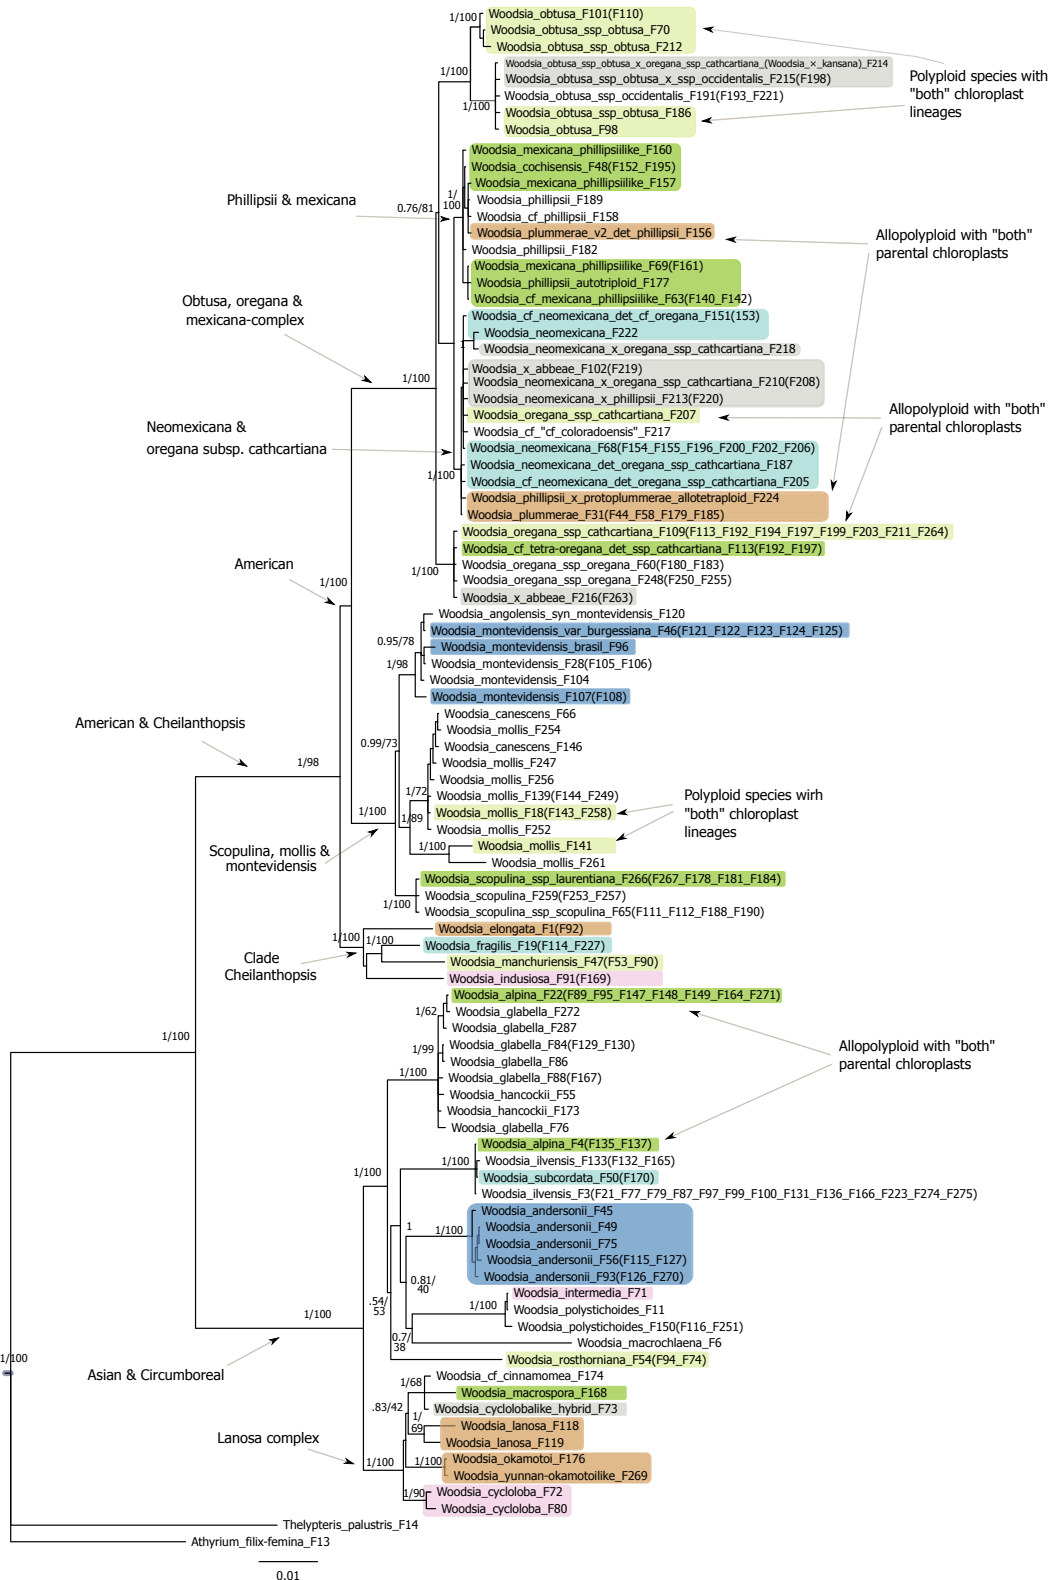 1/100
Woodsia_obtusa_F101(F110)
Woodsia_obtusa_ssp_obtusa_F70
Woodsia_obtusa_ssp_obtusa_F212
1/100
Woodsia_obtusa_ssp_obtusa_x_oregana_ssp_cathcartiana_(Woodsia_×_kansana)_F214
Woodsia_obtusa_ssp_obtusa_x_ssp_occidentalis_F215(F198)
Woodsia_obtusa_ssp_occidentalis_F191(F193_F221)
1/100
Woodsia_obtusa_ssp_obtusa_F186
Woodsia_obtusa_F98
Polyploid species with
"both" chloroplast
lineages
Woodsia_mexicana_phillipsiilike_F160
Woodsia_cochisensis_F48(F152_F195)
Woodsia_mexicana_phillipsiilike_F157
Phillipsii & mexicana
0.76/81
1/
100
Woodsia_phillipsii_F189
Woodsia_cf_phillipsii_F158
Woodsia_plummerae_v2_det_phillipsii_F156
Woodsia_phillipsii_F182
Allopolyploid with "both"
parental chloroplasts
Woodsia_mexicana_phillipsiilike_F69(F161)
Woodsia_phillipsii_autotriploid_F177
Woodsia_cf_mexicana_phillipsiilike_F63(F140_F142)
Obtusa, oregana &
mexicana-complex
Woodsia_cf_neomexicana_det_cf_oregana_F151(153)
Woodsia_neomexicana_F222
1
Woodsia_neomexicana_x_oregana_ssp_cathcartiana_F218
Woodsia_x_abbeae_F102(F219)
1/100
Woodsia_neomexicana_x_oregana_ssp_cathcartiana_F210(F208)
Woodsia_neomexicana_x_phillipsii_F213(F220)
Woodsia_oregana_ssp_cathcartiana_F207
Allopolyploid with "both"
parental chloroplasts
Neomexicana &
oregana subsp. cathcartiana
Woodsia_cf_"cf_coloradoensis"_F217
Woodsia_neomexicana_F68(F154_F155_F196_F200_F202_F206)
Woodsia_neomexicana_det_oregana_ssp_cathcartiana_F187
1/100
Woodsia_cf_neomexicana_det_oregana_ssp_cathcartiana_F205
Woodsia_phillipsii_x_protoplummerae_allotetraploid_F224
Woodsia_plummerae_F31(F44_F58_F179_F185)
Woodsia_oregana_ssp_cathcartiana_F109(F113_F192_F194_F197_F199_F203_F211_F264)
Woodsia_cf_tetra-oregana_det_ssp_cathcartiana_F113(F192_F197)
American
1/100
1/100
Woodsia_oregana_ssp_oregana_F60(F180_F183)
Woodsia_oregana_ssp_oregana_F248(F250_F255)
Woodsia_x_abbeae_F216(F263)
Woodsia_angolensis_syn_montevidensis_F120
Woodsia_montevidensis_var_burgessiana_F46(F121_F122_F123_F124_F125)
0.95/78
Woodsia_montevidensis_brasil_F96
1/98
Woodsia_montevidensis_F28(F105_F106)
Woodsia_montevidensis_F104
Woodsia_montevidensis_F107(F108)
American & Cheilanthopsis
Woodsia_canescens_F66
Woodsia_mollis_F254
0.99/73
Woodsia_canescens_F146
1/98
Woodsia_mollis_F247
Woodsia_mollis_F256
1/72
Woodsia_mollis_F139(F144_F249)
1/100
1/89
Woodsia_mollis_F18(F143_F258)
Woodsia_mollis_F252
Polyploid species wirh
"both" chloroplast
lineages
Scopulina, mollis &
montevidensis
1/100
Woodsia_mollis_F141
Woodsia_mollis_F261
Woodsia_scopulina_ssp_laurentiana_F266(F267_F178_F181_F184)
Woodsia_scopulina_F259(F253_F257)
1/100
Woodsia_scopulina_ssp_scopulina_F65(F111_F112_F188_F190)
Woodsia_elongata_F1(F92)
1/100
1/100
Woodsia_fragilis_F19(F114_F227)
Clade
Cheilanthopsis
Woodsia_manchuriensis_F47(F53_F90)
Woodsia_indusiosa_F91(F169)
Woodsia_alpina_F22(F89_F95_F147_F148_F149_F164_F271)
1/62
Woodsia_glabella_F272
Woodsia_glabella_F287
1/100
1/99
Woodsia_glabella_F84(F129_F130)
Woodsia_glabella_F86
1/100
Woodsia_glabella_F88(F167)
Woodsia_hancockii_F55
Woodsia_hancockii_F173
Woodsia_glabella_F76
Allopolyploid with "both"
parental chloroplasts
Woodsia_alpina_F4(F135_F137)
1/100
1/100
Woodsia_ilvensis_F133(F132_F165)
Woodsia_subcordata_F50(F170)
Woodsia_ilvensis_F3(F21_F77_F79_F87_F97_F99_F100_F131_F136_F166_F223_F274_F275)
Woodsia_andersonii_F45
1
1/100
Woodsia_andersonii_F49
Woodsia_andersonii_F75
Woodsia_andersonii_F56(F115_F127)
Woodsia_andersonii_F93(F126_F270)
0.81/
40
Woodsia_intermedia_F71
.54/
53
1/100
Woodsia_polystichoides_F11
Woodsia_polystichoides_F150(F116_F251)
1/100
0.7/
38
Woodsia_macrochlaena_F6
Woodsia_rosthorniana_F54(F94_F74)
1/100
Asian & Circumboreal
Woodsia_cf_cinnamomea_F174
1/68
Woodsia_macrospora_F168
.83/42
Woodsia_cyclolobalike_hybrid_F73
1/
69
Woodsia_lanosa_F118
Woodsia_lanosa_F119
Lanosa complex
1/100
1/100
Woodsia_okamotoi_F176
Woodsia_yunnan-okamotoilike_F269
1/90
Woodsia_cycloloba_F72
Woodsia_cycloloba_F80
Thelypteris_palustris_F14
Athyrium_filix-femina_F13
0.01